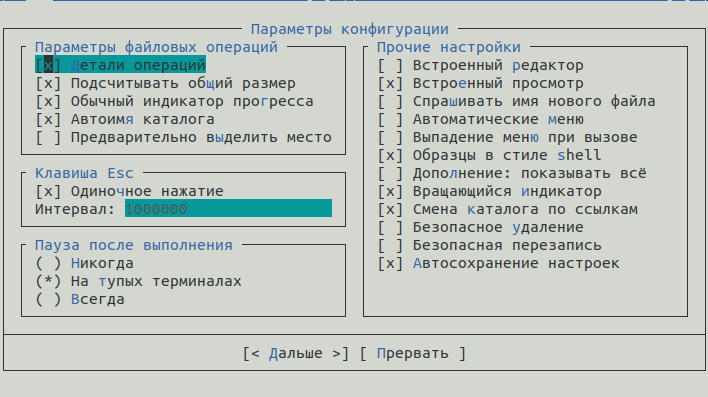 Параметры конфигурации
Параметры файловых операций
[x] Детали операций
[x] Подсчитывать общий размер
[x] Обычный индикатор прогресса
[x] Автоимя каталога
[ ] Предварительно выделить место
Клавиша Esc
[x] Одиночное нажатие
Интервал: 1000000
Пауза после выполнения
( ) Никогда
(*) На тупых терминалах
( ) Всегда
Прочие настройки
[ ] Встроенный редактор
[x] Встроенный просмотр
[ ] Спрашивать имя нового файла
[ ] Автоматические меню
[ ] Выпадение меню при вызове
[x] Образцы в стиле shell
[ ] Дополнение: показывать всё
[x] Вращающийся индикатор
[x] Смена каталога по ссылкам
[ ] Безопасное удаление
[ ] Безопасная перезапись
[x] Автосохранение настроек
[< Дальше >] [ Прервать ]